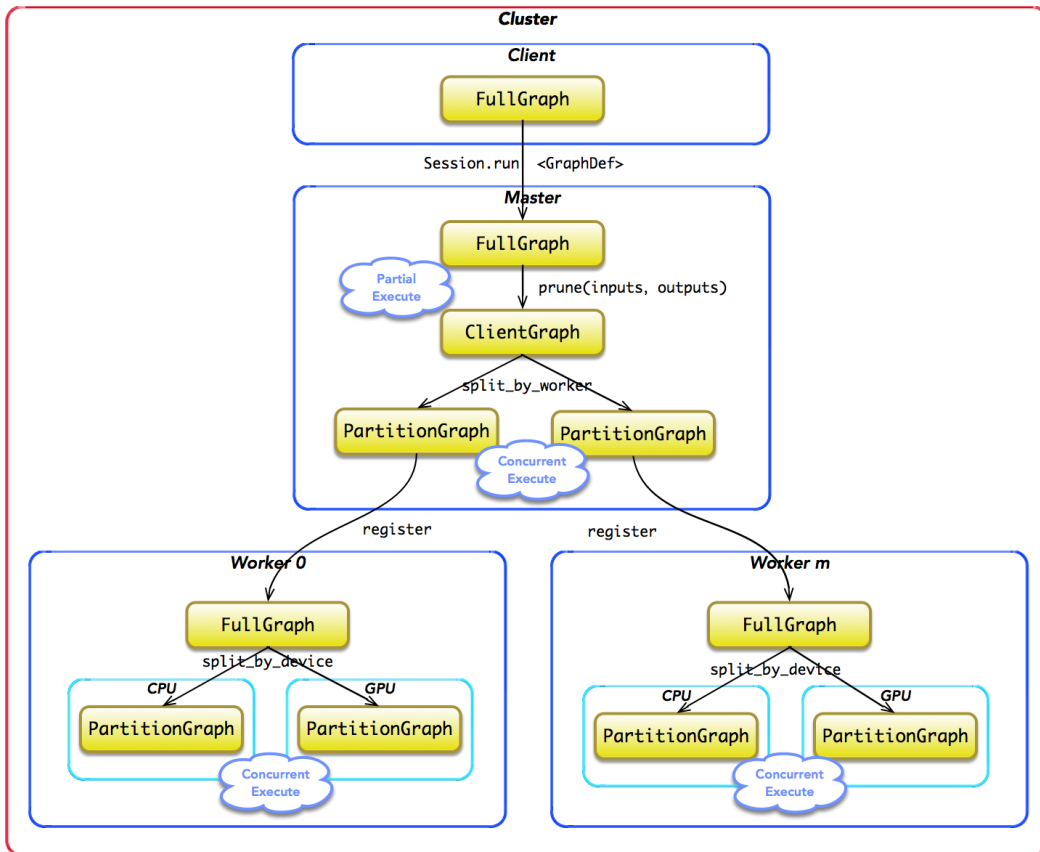 Cluster
Client
FullGraph
Session.run <GraphDef>
Master
FullGraph
Partial
Execute
prune(inputs, outputs)
ClientGraph
split_by_worker
PartitionGraph
PartitionGraph
Concurrent
Execute
register
register
Worker 0
FullGraph
split_by_device
CPU
GPU
PartitionGraph
PartitionGraph
Concurrent
Execute
Worker m
FullGraph
split_by_device
CPU
GPU
PartitionGraph
PartitionGraph
Concurrent
Execute